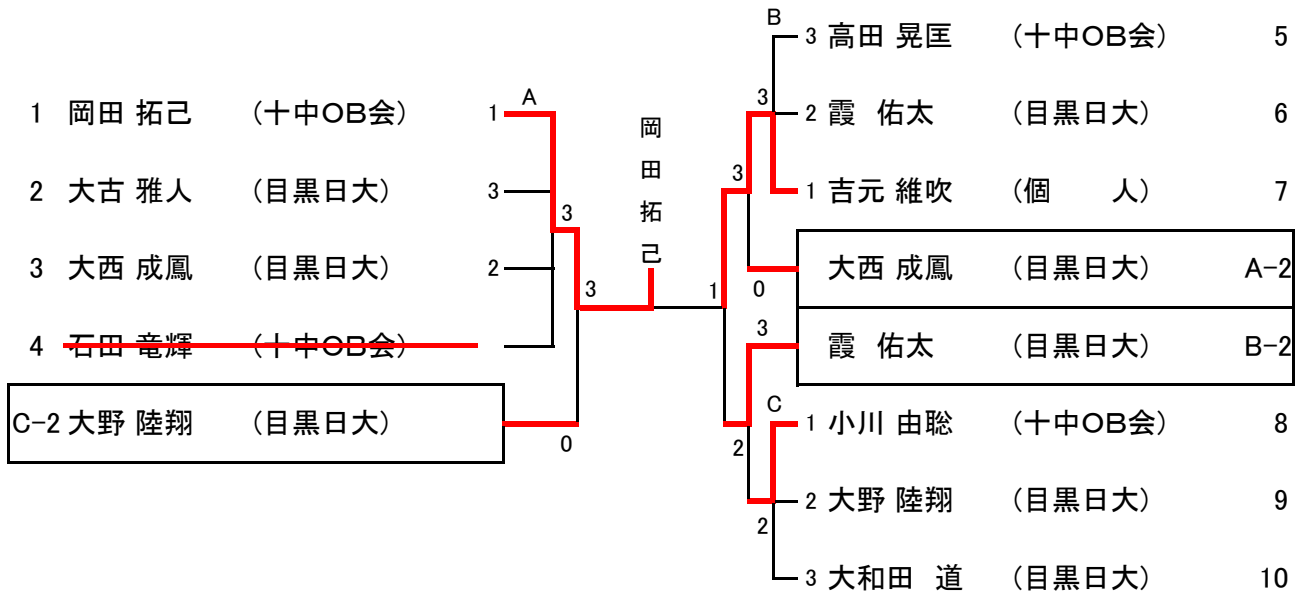 1 岡田 拓己 (十中OB会) 1 A
2 大古 雅人 (目黒日大) 3
3
3 大西 成鳳 (目黒日大) 2
3
4 石田 竜輝 (十中OB会)
C-2 大野 陸翔 (目黒日大)
0
岡田拓己
B
3 高田 晃匡 (十中OB会) 5
3
2 霞 佑太 (目黒日大) 6
3
1 吉元 維吹 (個 人) 7
大西 成鳳 (目黒日大) A-2
1
0
3
霞 佑太 (目黒日大) B-2
C
1 小川 由聡 (十中OB会) 8
2
2 大野 陸翔 (目黒日大) 9
2
3 大和田 道 (目黒日大) 10